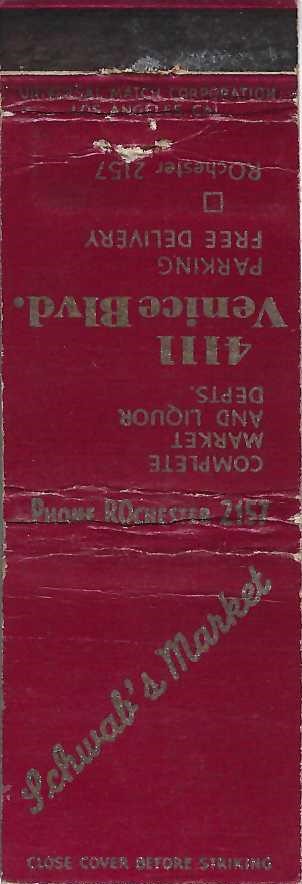 UNIVERSAL MATCH CORPORATION
LOS ANGELES CAL
COMPLETE
MARKET
AND LIQUOR
DEPTS.
4111
Venice Blvd.
PARKING
FREE DELIVERY
ROchester 2157
PHONE ROCHESTER 2157
Schwab's Market
CLOSE COVER BEFORE STRIKING